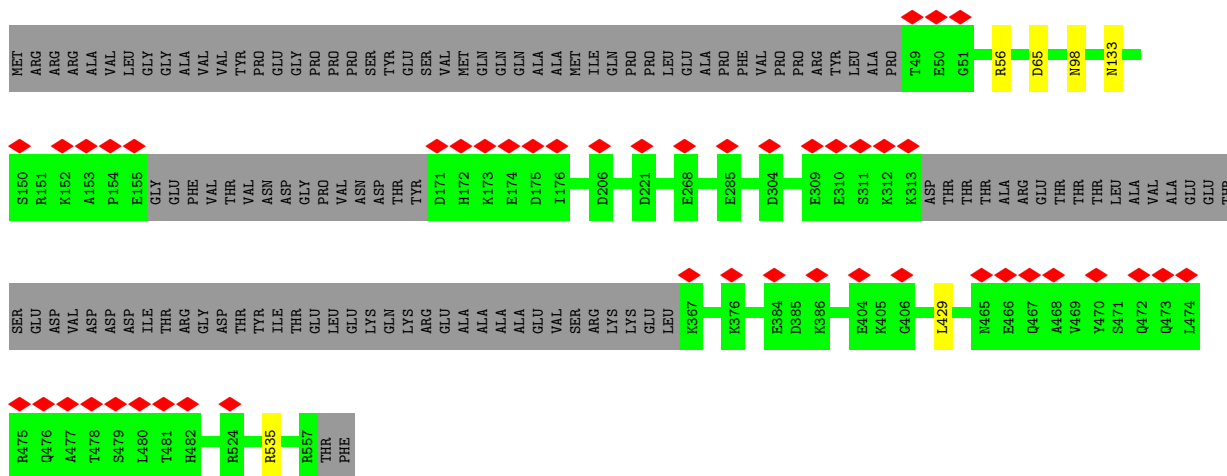 MET ARG ARG ARG ALA VAL LEU GLY GLY ALA VAL VAL TYR PRO GLU GLY PRO PRO PRO SER TYR GLU SER VAL MET GLN GLN GLN ALA ALA MET ILE GLN PRO PRO LEU GLU ALA PRO PHE VAL PRO PRO ARG TYR LEU ALA PRO T49 E50 G51 R56 D65 N98 N133
S150 R151 K152 A153 P154 E155 GLY GLU PHE VAL THR VAL ASN ASP GLY PRO VAL ASN ASP THR TYR D171 H172 K173 E174 D175 I176 D206 D221 E268 E285 D304 E309 E310 S311 K312 K313 ASP THR THR THR ALA ARG GLU THR THR THR LEU ALA VAL ALA GLU GLU THR
SER GLU ASP VAL ASP ASP ASP ILE THR ARG GLY ASP THR TYR ILE THR GLU LEU GLU LYS GLN LYS ARG GLU ALA ALA ALA ALA GLU VAL SER ARG LYS LYS GLU LEU K367 K376 E384 D385 K386 E404 K405 G406 L429 N465 E466 Q467 A468 V469 Y470 S471 Q472 Q473 L474
R475 Q476 A477 T478 S479 L480 T481 H482 R524 R535 R557 THR PHE